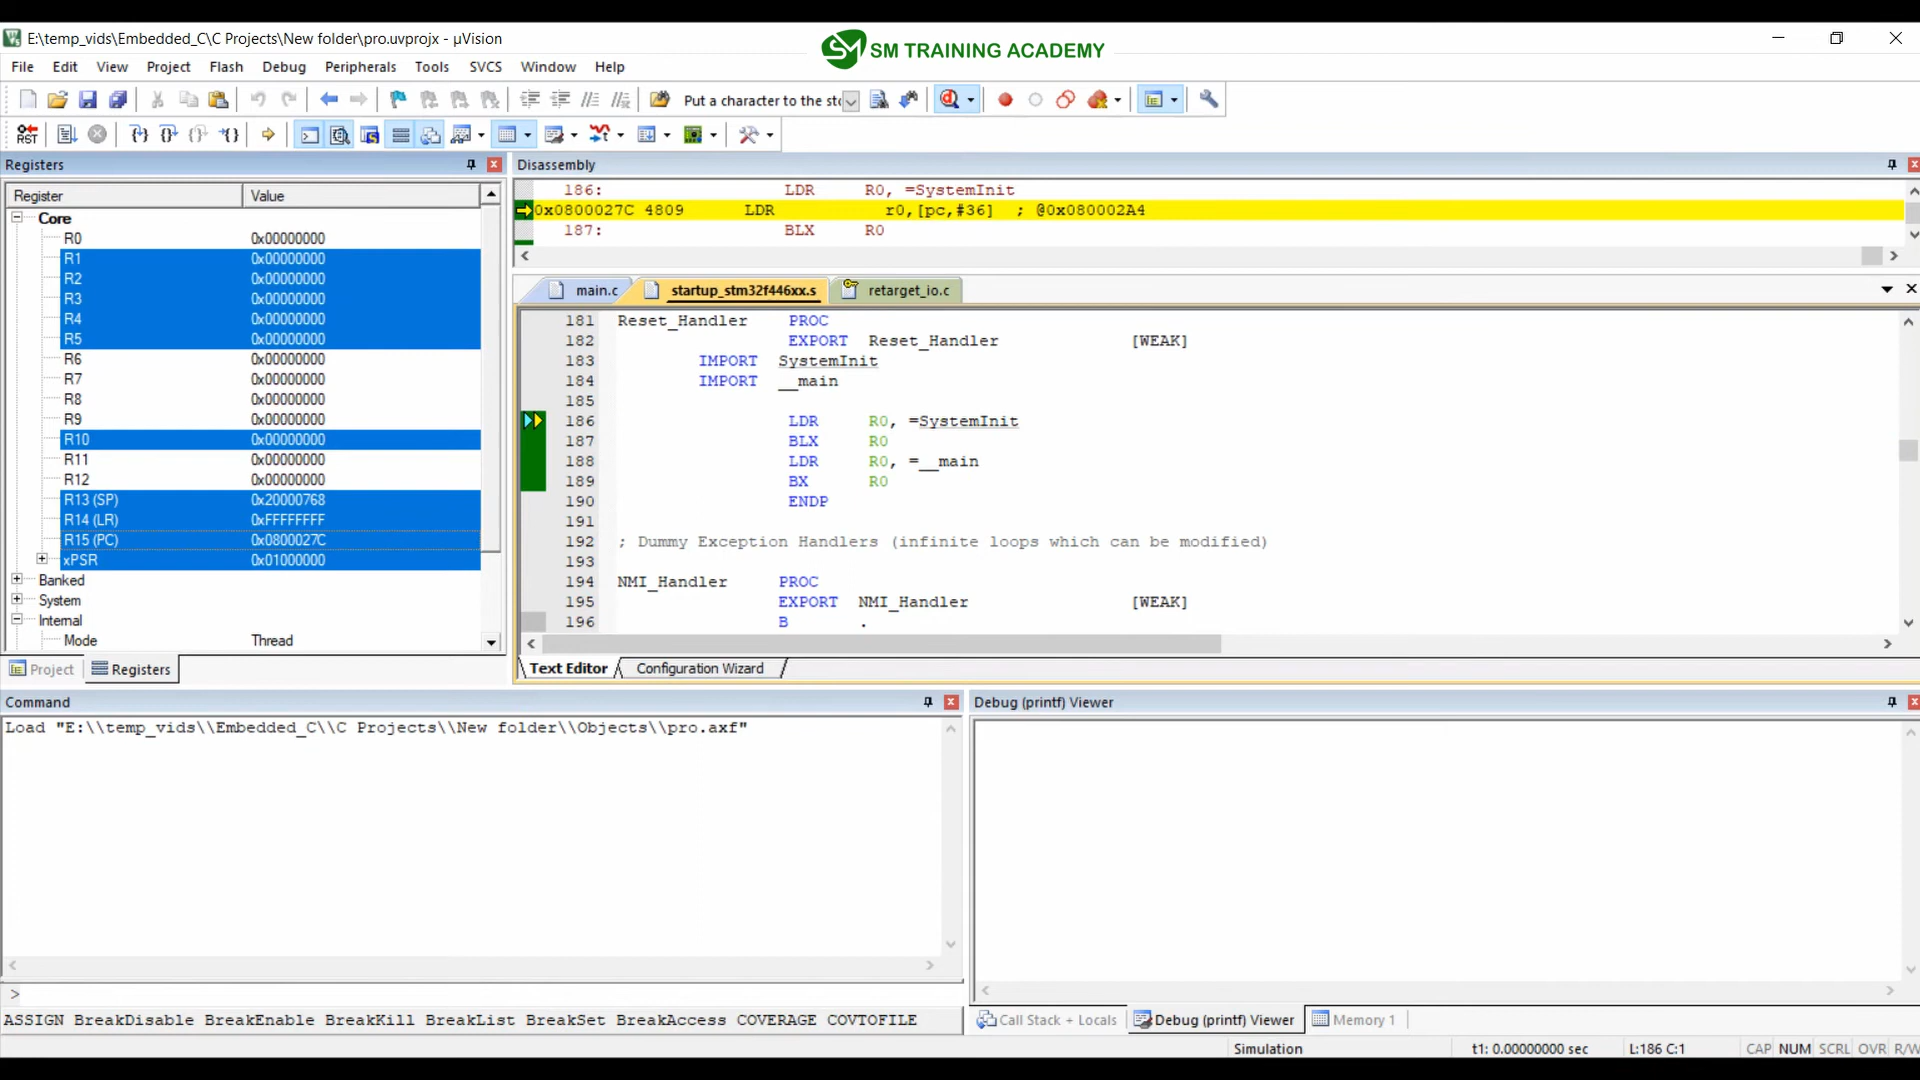 E:\temp_vids\Embedded_C\C Projects\New folder\pro.uvprojx - µVision
SM TRAINING ACADEMY
File Edit View Project Flash Debug Peripherals Tools SVCS Window Help
Put a character to the st
RST
Registers
Register Value
Core
R0 0x00000000
R1 0x00000000
R2 0x00000000
R3 0x00000000
R4 0x00000000
R5 0x00000000
R6 0x00000000
R7 0x00000000
R8 0x00000000
R9 0x00000000
R10 0x00000000
R11 0x00000000
R12 0x00000000
R13 (SP) 0x20000768
R14 (LR) 0xFFFFFFFF
R15 (PC) 0x0800027C
xPSR 0x01000000
Banked
System
Internal
Mode Thread
Project Registers
Disassembly
186: LDR R0, =SystemInit
0x0800027C 4809 LDR r0,[pc,#36] ; @0x080002A4
187: BLX R0
main.c startup_stm32f446xx.s retarget_io.c
181 Reset_Handler PROC
182 EXPORT Reset_Handler [WEAK]
183 IMPORT SystemInit
184 IMPORT __main
185
186 LDR R0, =SystemInit
187 BLX R0
188 LDR R0, =__main
189 BX R0
190 ENDP
191
192 ; Dummy Exception Handlers (infinite loops which can be modified)
193
194 NMI_Handler PROC
195 EXPORT NMI_Handler [WEAK]
196 B .
Text Editor Configuration Wizard
Command
Load "E:\\temp_vids\\Embedded_C\\C Projects\\New folder\\Objects\\pro.axf"
>
ASSIGN BreakDisable BreakEnable BreakKill BreakList BreakSet BreakAccess COVERAGE COVTOFILE
Debug (printf) Viewer
Call Stack + Locals Debug (printf) Viewer Memory 1
Simulation t1: 0.00000000 sec L:186 C:1 CAP NUM SCRL OVR R/W